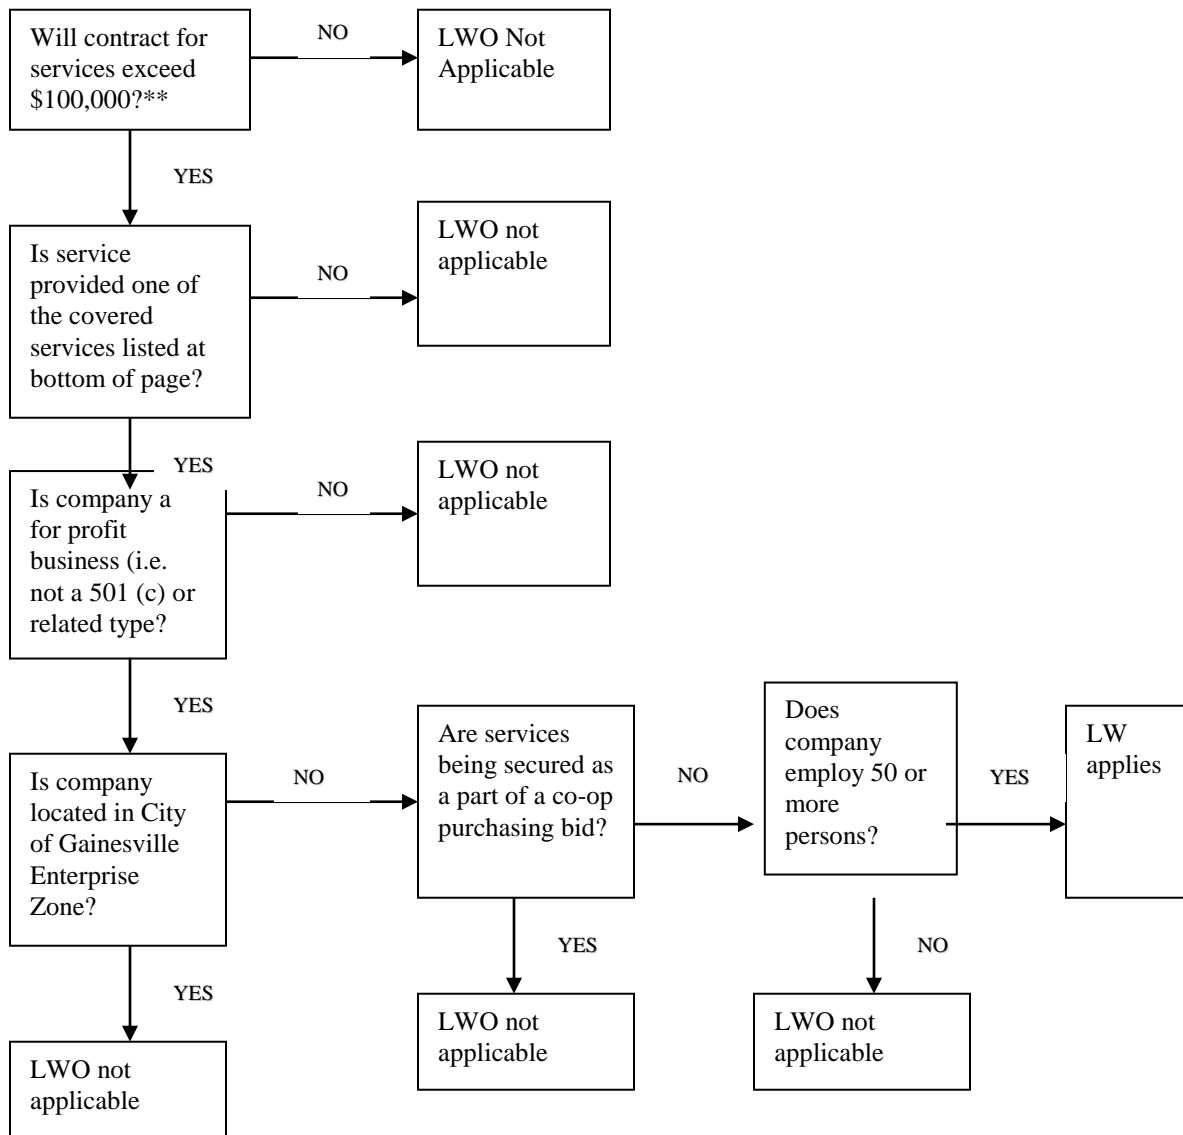 Will contract for
services exceed
$100,000?**
NO
LWO Not
Applicable
YES
Is service
provided one of
the covered
services listed at
bottom of page?
NO
LWO not
applicable
YES
Is company a
for profit
business (i.e.
not a 501 (c) or
related type?
NO
LWO not
applicable
YES
Is company
located in City
of Gainesville
Enterprise
Zone?
NO
Are services
being secured as
a part of a co-op
purchasing bid?
NO
Does
company
employ 50 or
more
persons?
YES
LW
applies
YES
LWO not
applicable
YES
LWO not
applicable
NO
LWO not
applicable